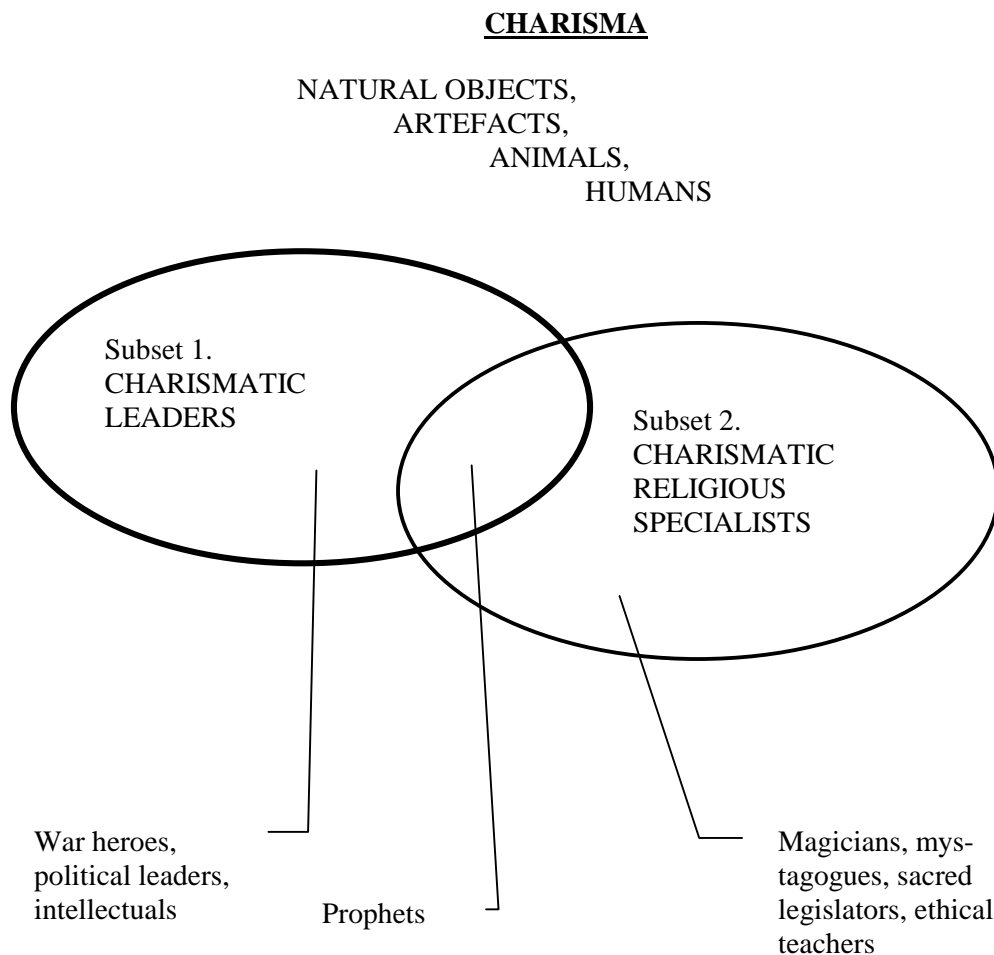 CHARISMA
NATURAL OBJECTS,
ARTEFACTS,
ANIMALS,
HUMANS
Subset 1.
CHARISMATIC
LEADERS
Subset 2.
CHARISMATIC
RELIGIOUS
SPECIALISTS
War heroes,
political leaders,
intellectuals
Prophets
Magicians, mys-
tagogues, sacred
legislators, ethical
teachers